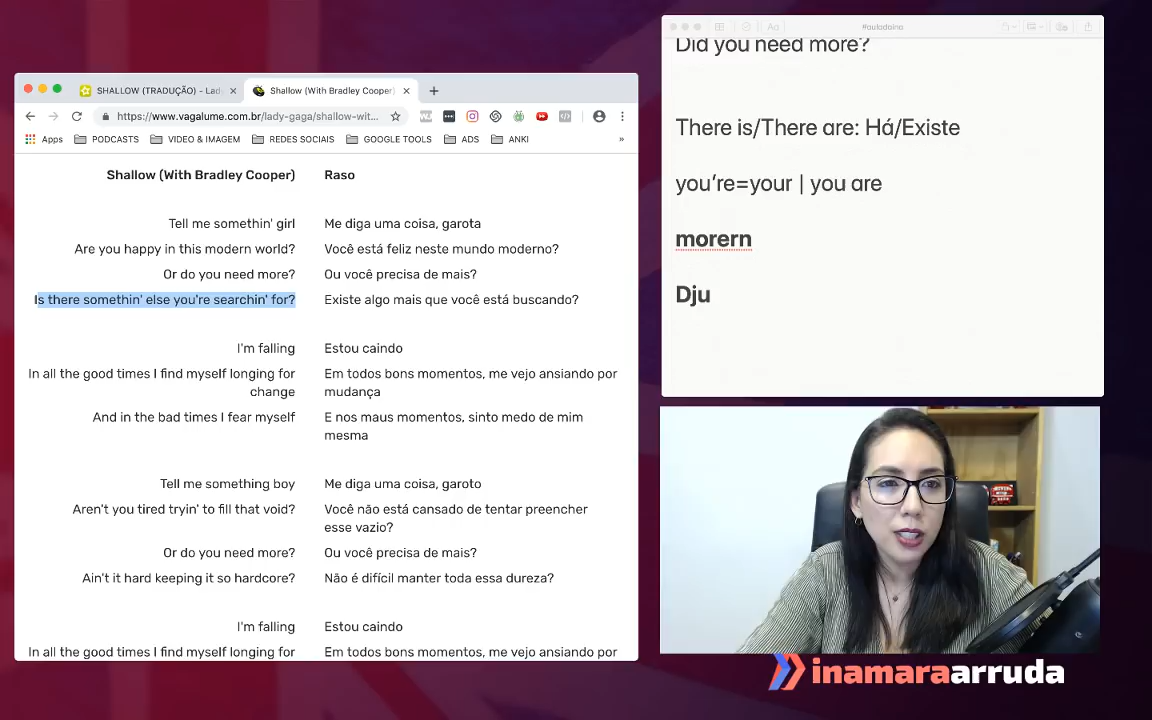 SHALLOW (TRADUÇÃO) - Lad
Shallow (With Bradley Cooper)
https://www.vagalume.com.br/lady-gaga/shallow-wit...
Apps
PODCASTS
VIDEO & IMAGEM
REDES SOCIAIS
GOOGLE TOOLS
ADS
ANKI
»
Shallow (With Bradley Cooper)
Raso
Tell me somethin' girl
Me diga uma coisa, garota
Are you happy in this modern world?
Você está feliz neste mundo moderno?
Or do you need more?
Ou você precisa de mais?
Is there somethin' else you're searchin' for?
Existe algo mais que você está buscando?
I'm falling
Estou caindo
In all the good times I find myself longing for
change
Em todos bons momentos, me vejo ansiando por
mudança
And in the bad times I fear myself
E nos maus momentos, sinto medo de mim
mesma
Tell me something boy
Me diga uma coisa, garoto
Aren't you tired tryin' to fill that void?
Você não está cansado de tentar preencher
esse vazio?
Or do you need more?
Ou você precisa de mais?
Ain't it hard keeping it so hardcore?
Não é difícil manter toda essa dureza?
I'm falling
Estou caindo
In all the good times I find myself longing for
Em todos bons momentos, me vejo ansiando por
Aa
#auladoina
Did you need more?
There is/There are: Há/Existe
you're=your | you are
morern
Dju
inamaraarruda